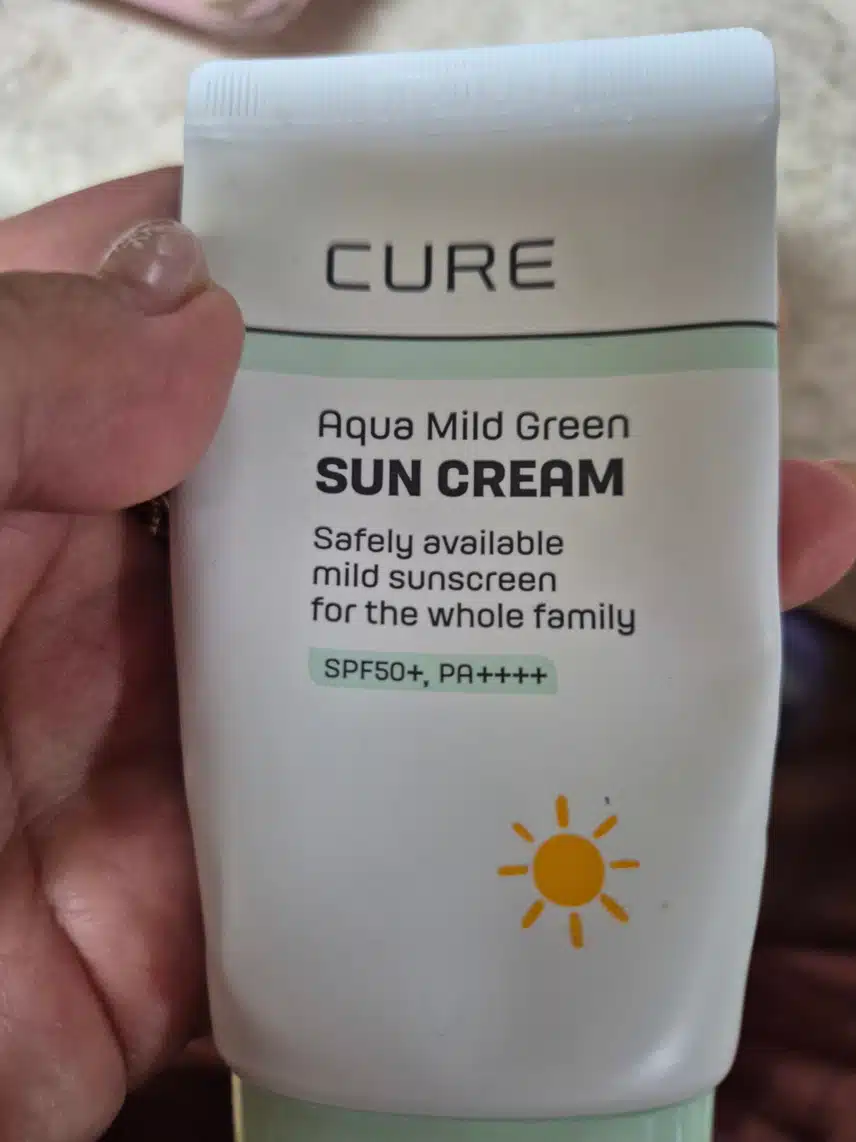 CURE
Aqua Mild Green
SUN CREAM
Safely available
mild sunscreen
for the whole family
SPF50+, PA++++